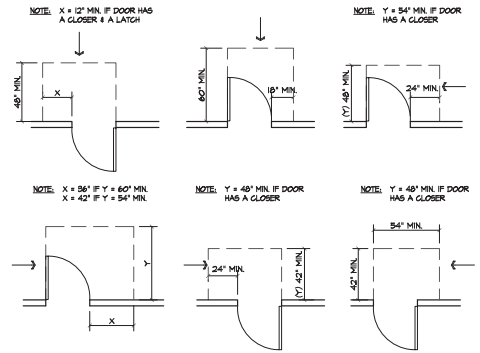 NOTE: X = 12" MIN. IF DOOR HAS
A CLOSER & A LATCH
48" MIN.
X
60" MIN.
18" MIN.
NOTE: Y = 54" MIN. IF DOOR
HAS A CLOSER
(Y) 48" MIN.
24" MIN.
NOTE: X = 36" IF Y = 60" MIN.
X = 42" IF Y = 54" MIN.
Y
X
NOTE: Y = 48" MIN. IF DOOR
HAS A CLOSER
24" MIN.
(Y) 42" MIN.
NOTE: Y = 48" MIN. IF DOOR
HAS A CLOSER
54" MIN.
42" MIN.